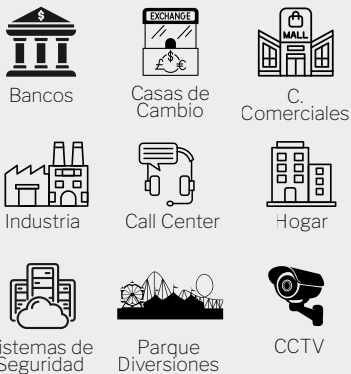 EXCHANGE
MALL
Bancos
Casas de
Cambio
C.
Comerciales
Industria
Call Center
Hogar
istemas de
Seguridad
Parque
Diversiones
CCTV